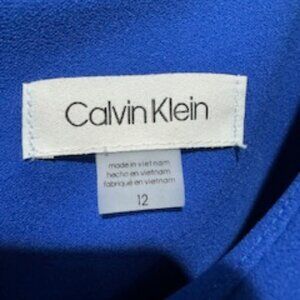 Calvin Klein
made in vietnam
hecho en vietnam
fabriqué en vietnam
12